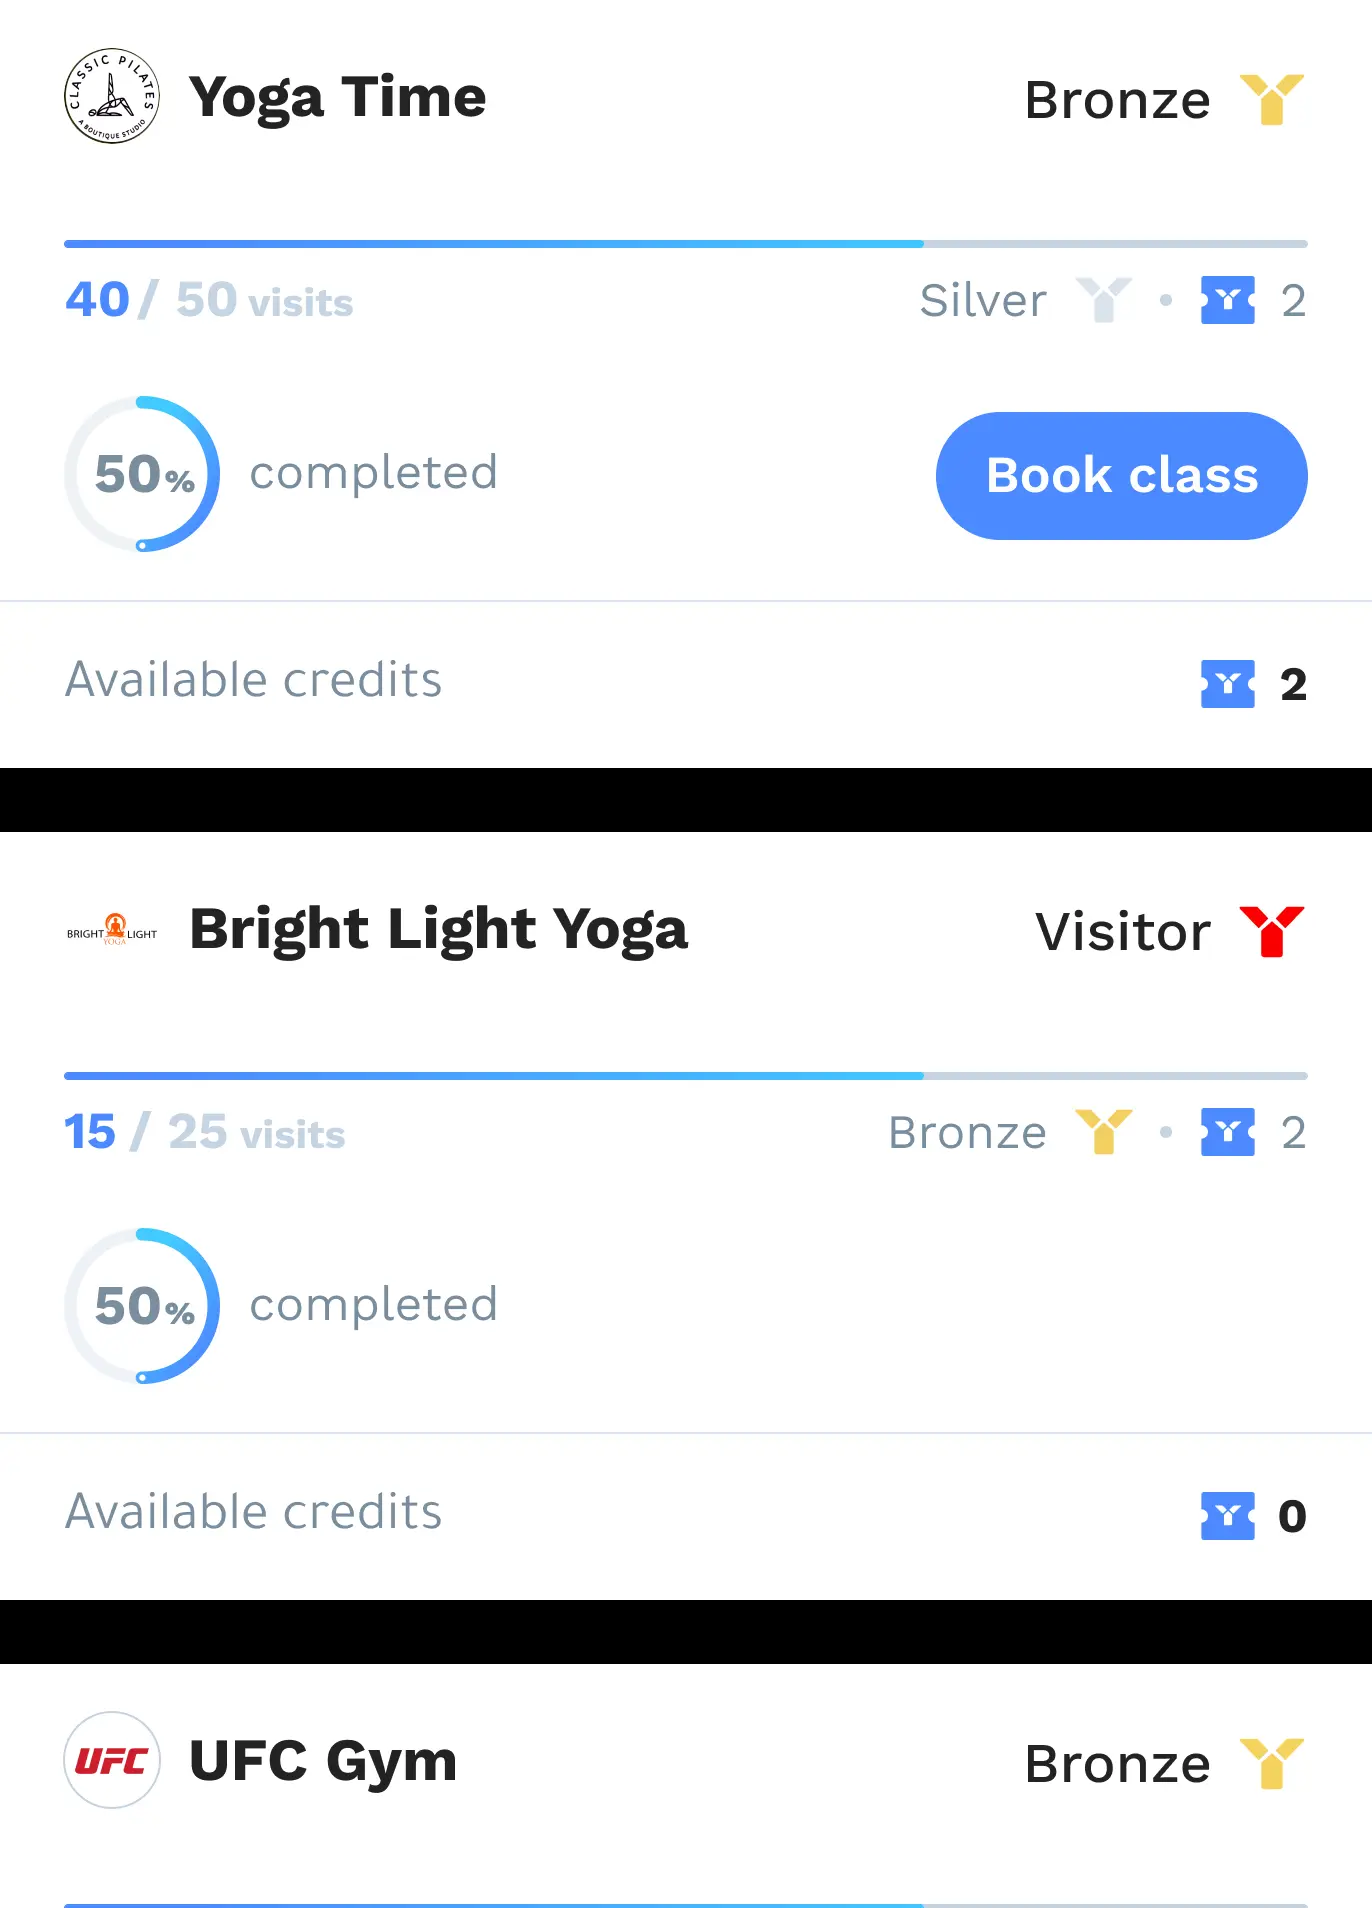 CLASSIC PILATES
A BOUTIQUE STUDIO
Yoga Time
Bronze
40 / 50 visits
Silver • 2
50% completed
Book class
Available credits
2
BRIGHT LIGHT
YOGA
Bright Light Yoga
Visitor
15 / 25 visits
Bronze • 2
50% completed
Available credits
0
UFC
UFC Gym
Bronze